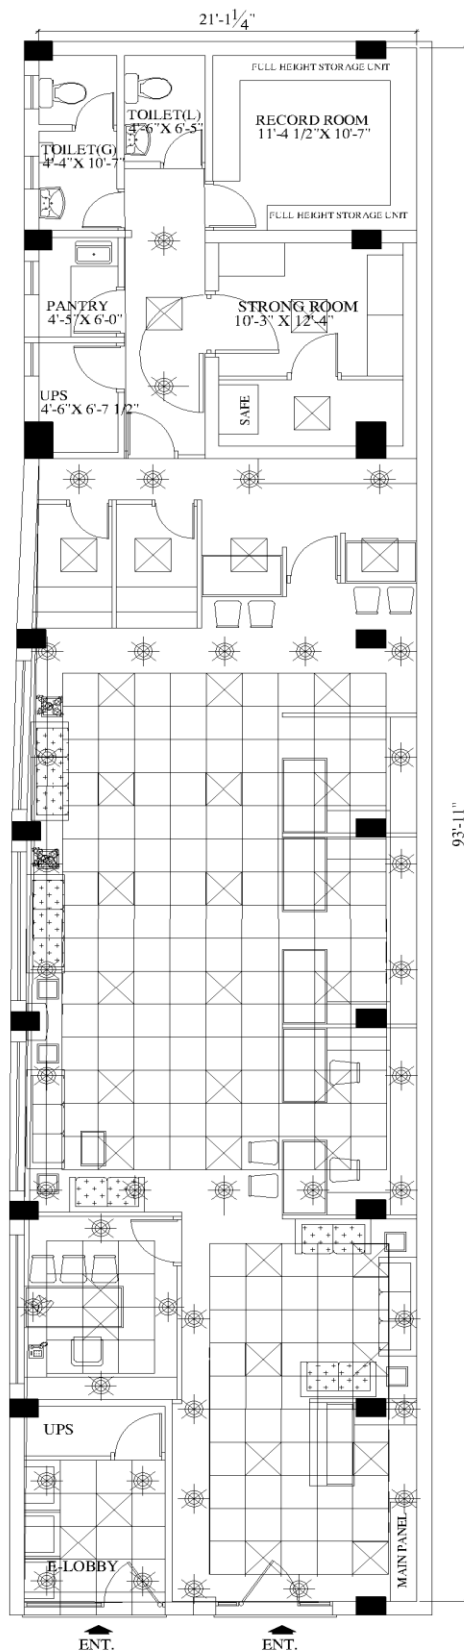 21'-1¼"
FULL HEIGHT STORAGE UNIT
TOILET(L)
4'-6"X 6'-5"
RECORD ROOM
11'-4 1/2"X 10'-7"
TOILET(G)
4'-4"X 10'-7"
FULL HEIGHT STORAGE UNIT
PANTRY
4'-5"X 6'-0"
STRONG ROOM
10'-3" X 12'-4"
UPS
4'-6"X 6'-7 1/2"
SAFE
93'-11"
UPS
E-LOBBY
MAIN PANEL
ENT.
ENT.